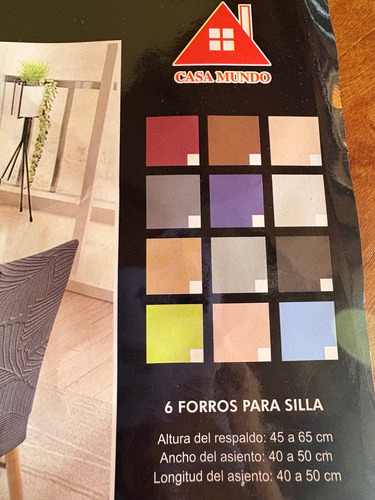 CASA MUNDO
6 FORROS PARA SILLA
Altura del respaldo: 45 a 65 cm
Ancho del asiento: 40 a 50 cm
Longitud del asiento: 40 a 50 cm